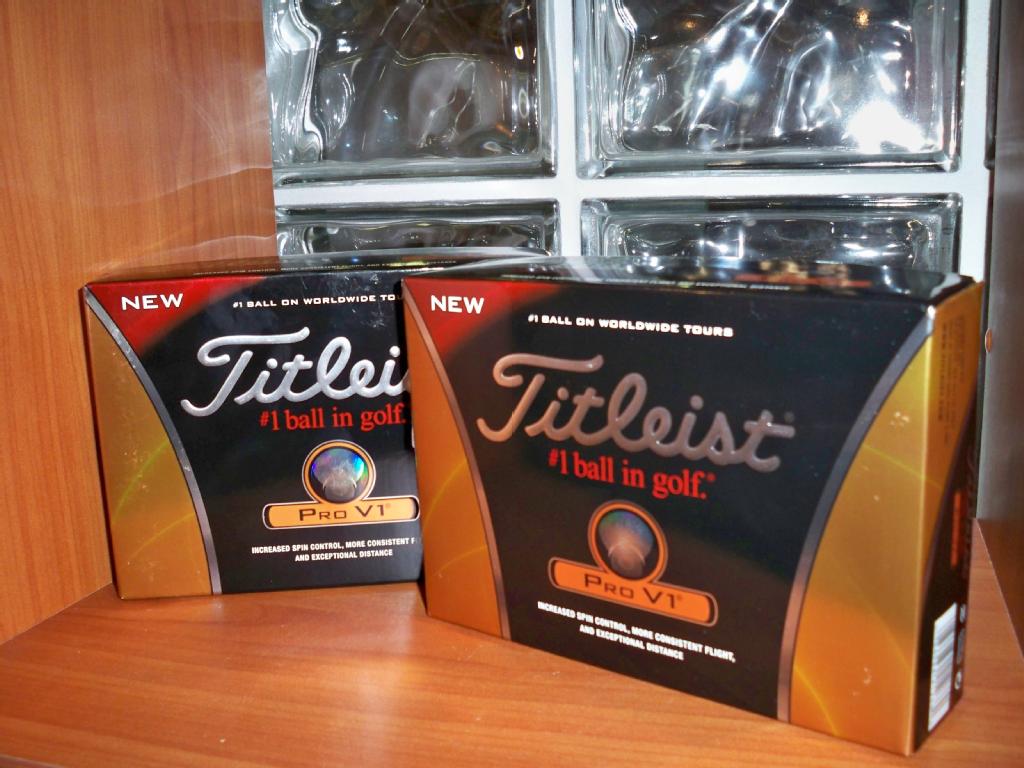 NEW
#1 BALL ON WORLDWIDE TOU
Titlei
#1 ball in golf.
PRO V1®
INCREASED SPIN CONTROL, MORE CONSISTENT F
AND EXCEPTIONAL DISTANCE
NEW
#1 BALL ON WORLDWIDE TOURS
Titleist®
#1 ball in golf.®
PRO V1®
INCREASED SPIN CONTROL, MORE CONSISTENT FLIGHT,
AND EXCEPTIONAL DISTANCE